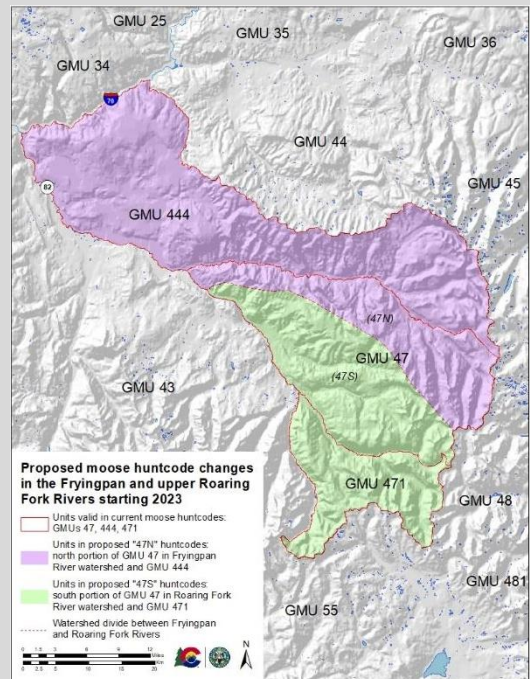 GMU 25
GMU 35
GMU 36
GMU 34
70
GMU 44
82
GMU 45
GMU 444
(47N)
GMU 47
(47S)
GMU 43
GMU 471
GMU 48
GMU 481
GMU 55
Proposed moose huntcode changes
in the Fryingpan and upper Roaring
Fork Rivers starting 2023
Units valid in current moose huntcodes:
GMUs 47, 444, 471
Units in proposed "47N" huntcodes:
north portion of GMU 47 in Fryingpan
River watershed and GMU 444
Units in proposed "47S" huntcodes:
south portion of GMU 47 in Roaring Fork
River watershed and GMU 471
Watershed divide between Fryingpan
and Roaring Fork Rivers
Miles
Km
N